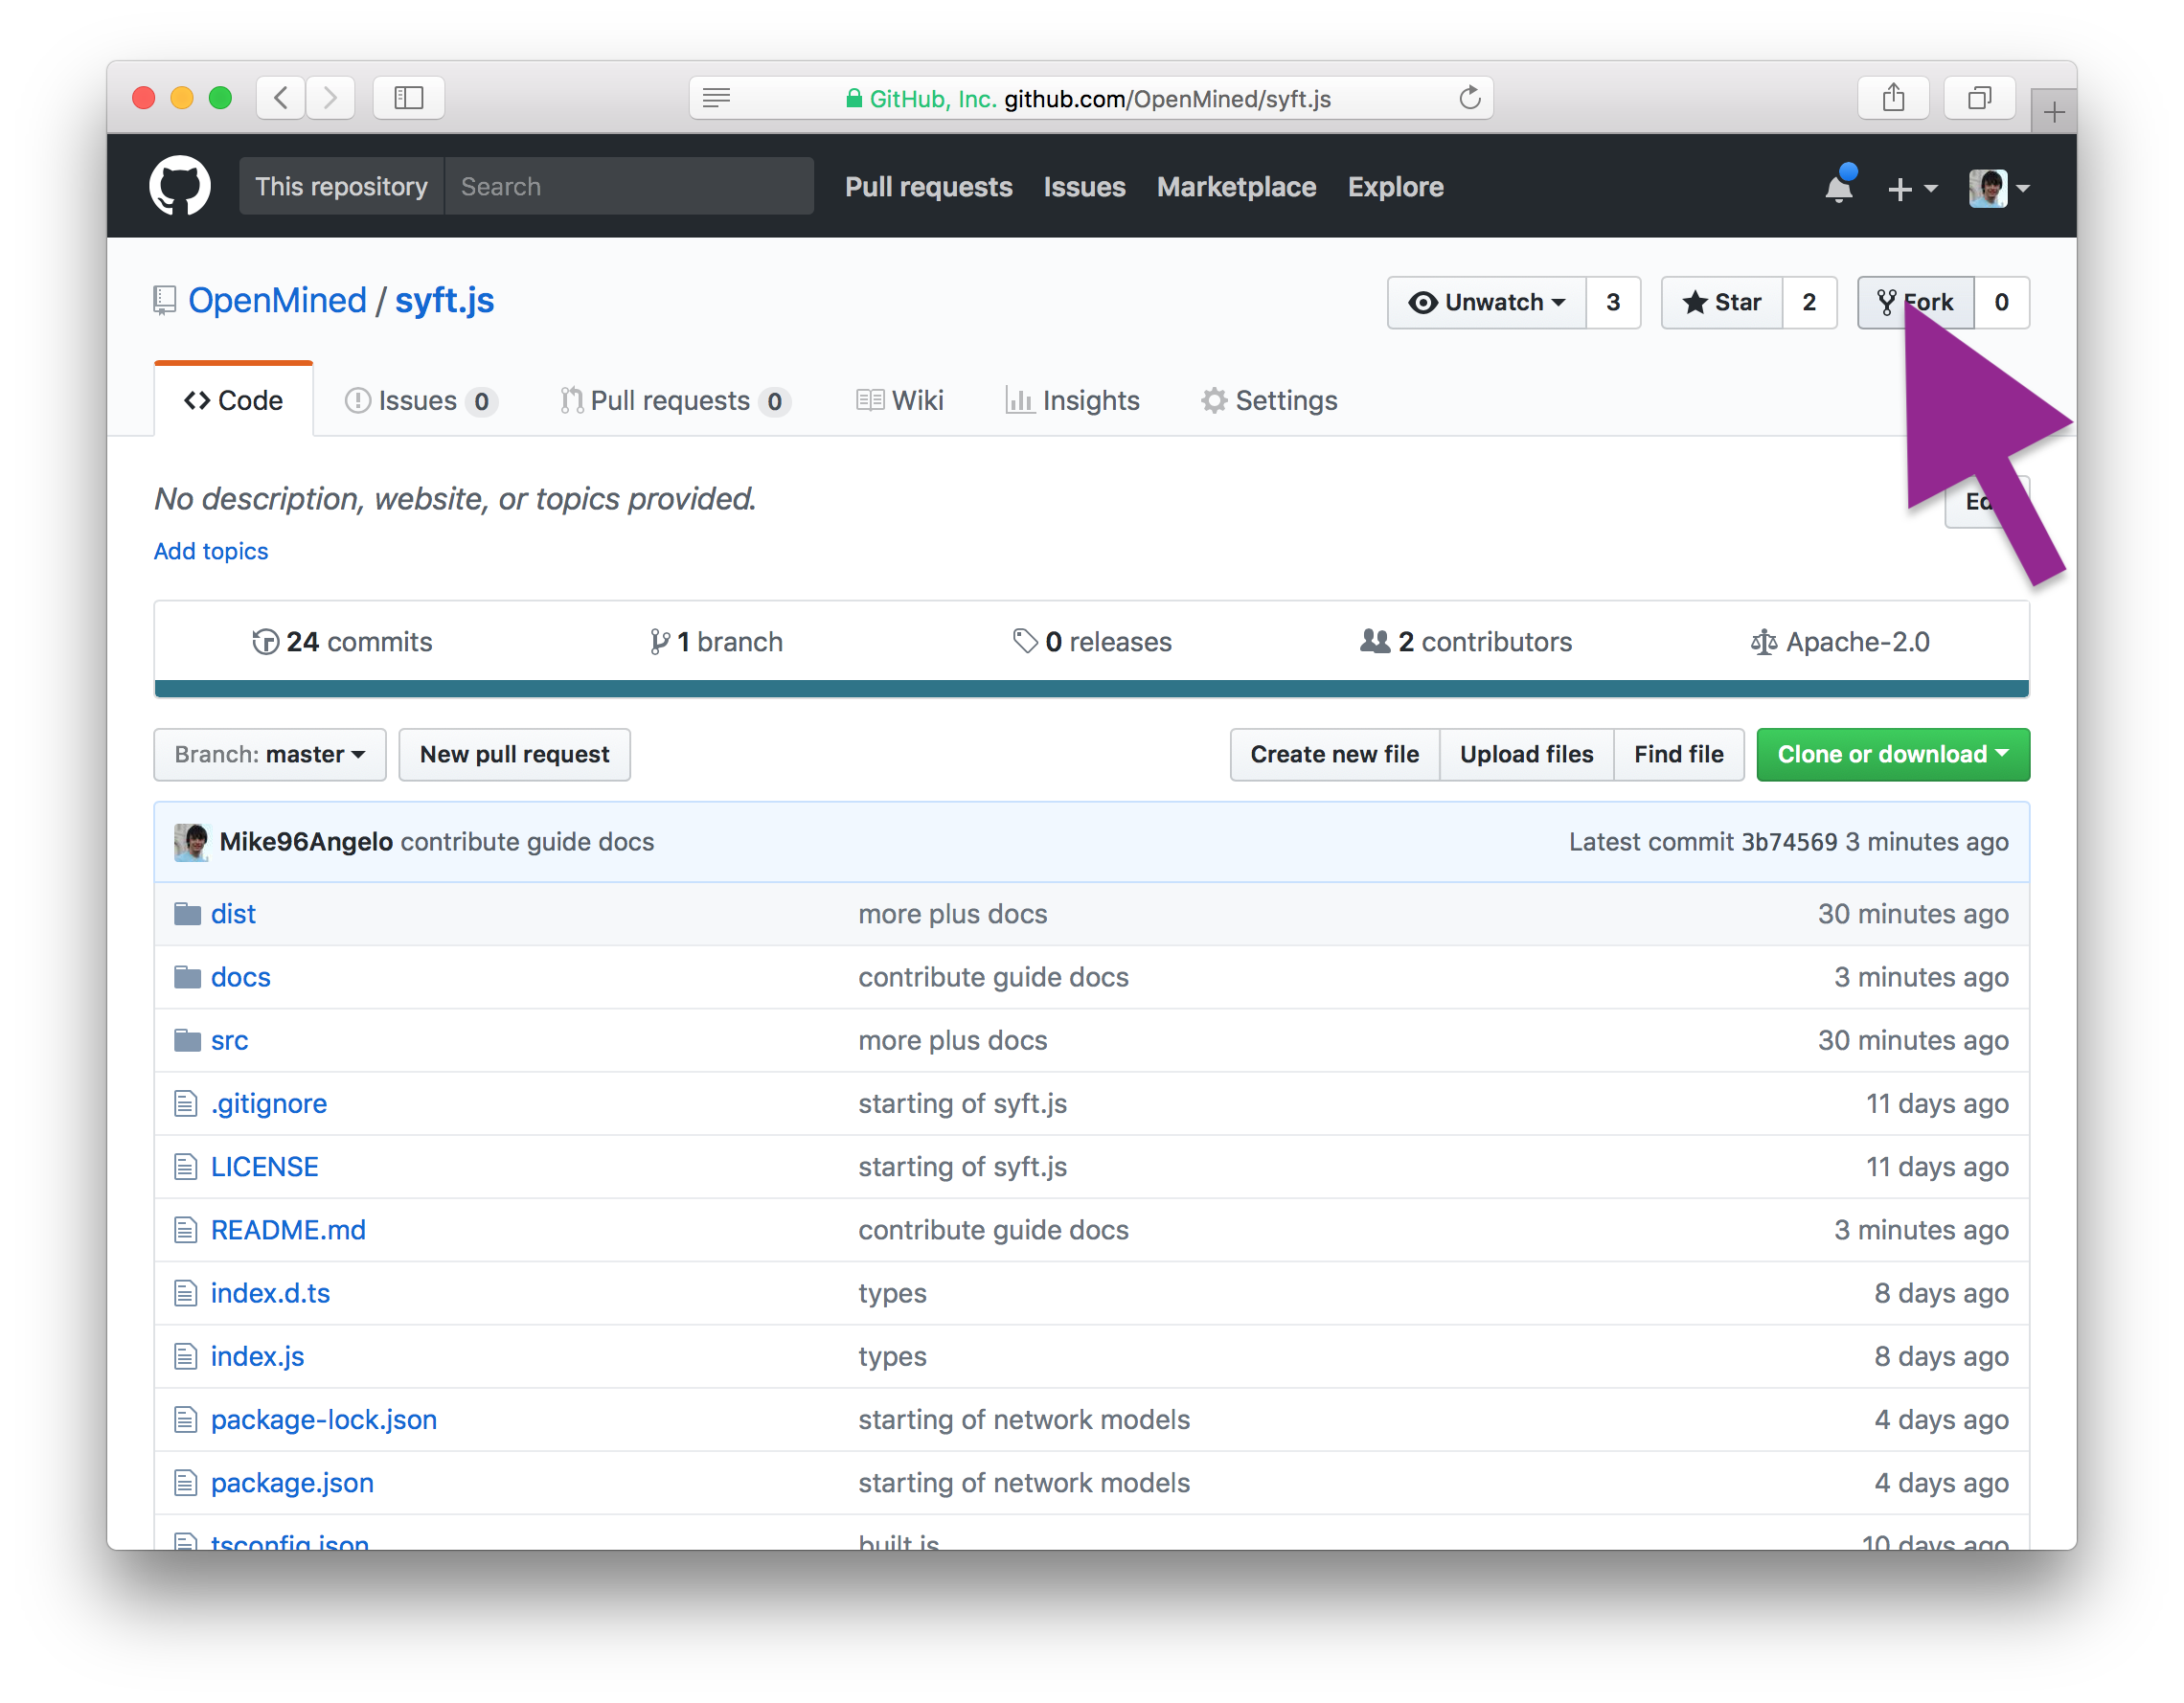 GitHub, Inc. github.com/OpenMined/syft.js
This repository Search Pull requests Issues Marketplace Explore
OpenMined / syft.js Unwatch 3 Star 2 Fork 0
Code Issues 0 Pull requests 0 Wiki Insights Settings
No description, website, or topics provided.
Add topics
24 commits 1 branch 0 releases 2 contributors Apache-2.0
Branch: master New pull request Create new file Upload files Find file Clone or download
Mike96Angelo contribute guide docs Latest commit 3b74569 3 minutes ago
dist more plus docs 30 minutes ago
docs contribute guide docs 3 minutes ago
src more plus docs 30 minutes ago
.gitignore starting of syft.js 11 days ago
LICENSE starting of syft.js 11 days ago
README.md contribute guide docs 3 minutes ago
index.d.ts types 8 days ago
index.js types 8 days ago
package-lock.json starting of network models 4 days ago
package.json starting of network models 4 days ago
tsconfig.json built js 10 days ago